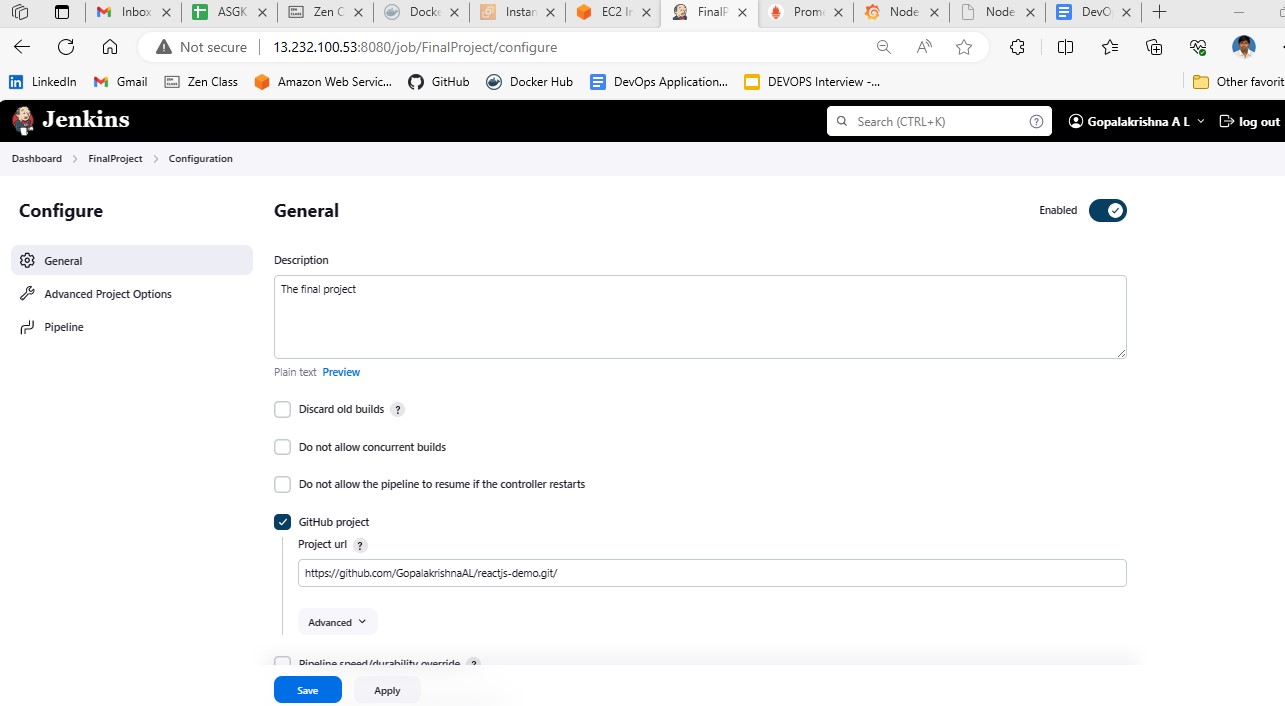 Inbox
ASGK
Zen C
Docke
Instan
EC2 In
FinalP
Prome
Node
Node
DevO
Not secure
13.232.100.53:8080/job/FinalProject/configure
LinkedIn
Gmail
Zen Class
Amazon Web Servic...
GitHub
Docker Hub
DevOps Application...
DEVOPS Interview -...
Other favorit
Jenkins
Search (CTRL+K)
?
Gopalakrishna A L
log out
Dashboard
FinalProject
Configuration
Configure
General
Advanced Project Options
Pipeline
General
Enabled
Description
The final project
Plain text Preview
Discard old builds ?
Do not allow concurrent builds
Do not allow the pipeline to resume if the controller restarts
GitHub project
Project url ?
https://github.com/GopalakrishnaAL/reactjs-demo.git/
Advanced
Pipeline speed/durability override ?
Save
Apply